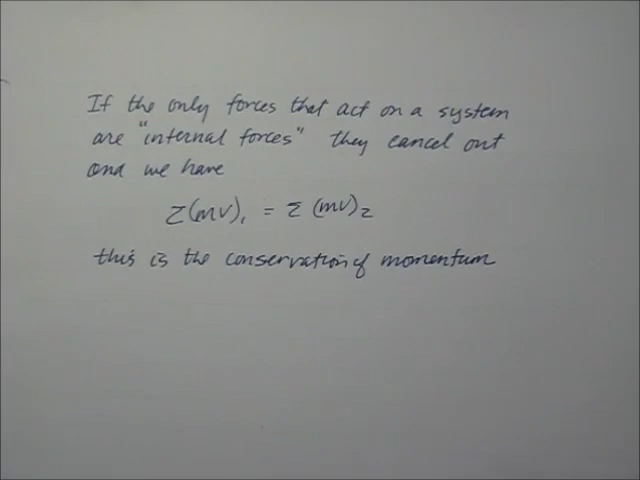 If the only forces that act on a system
are "internal forces" they cancel out
and we have
Σ(mv)₁ = Σ(mv)₂
this is the conservation of momentum